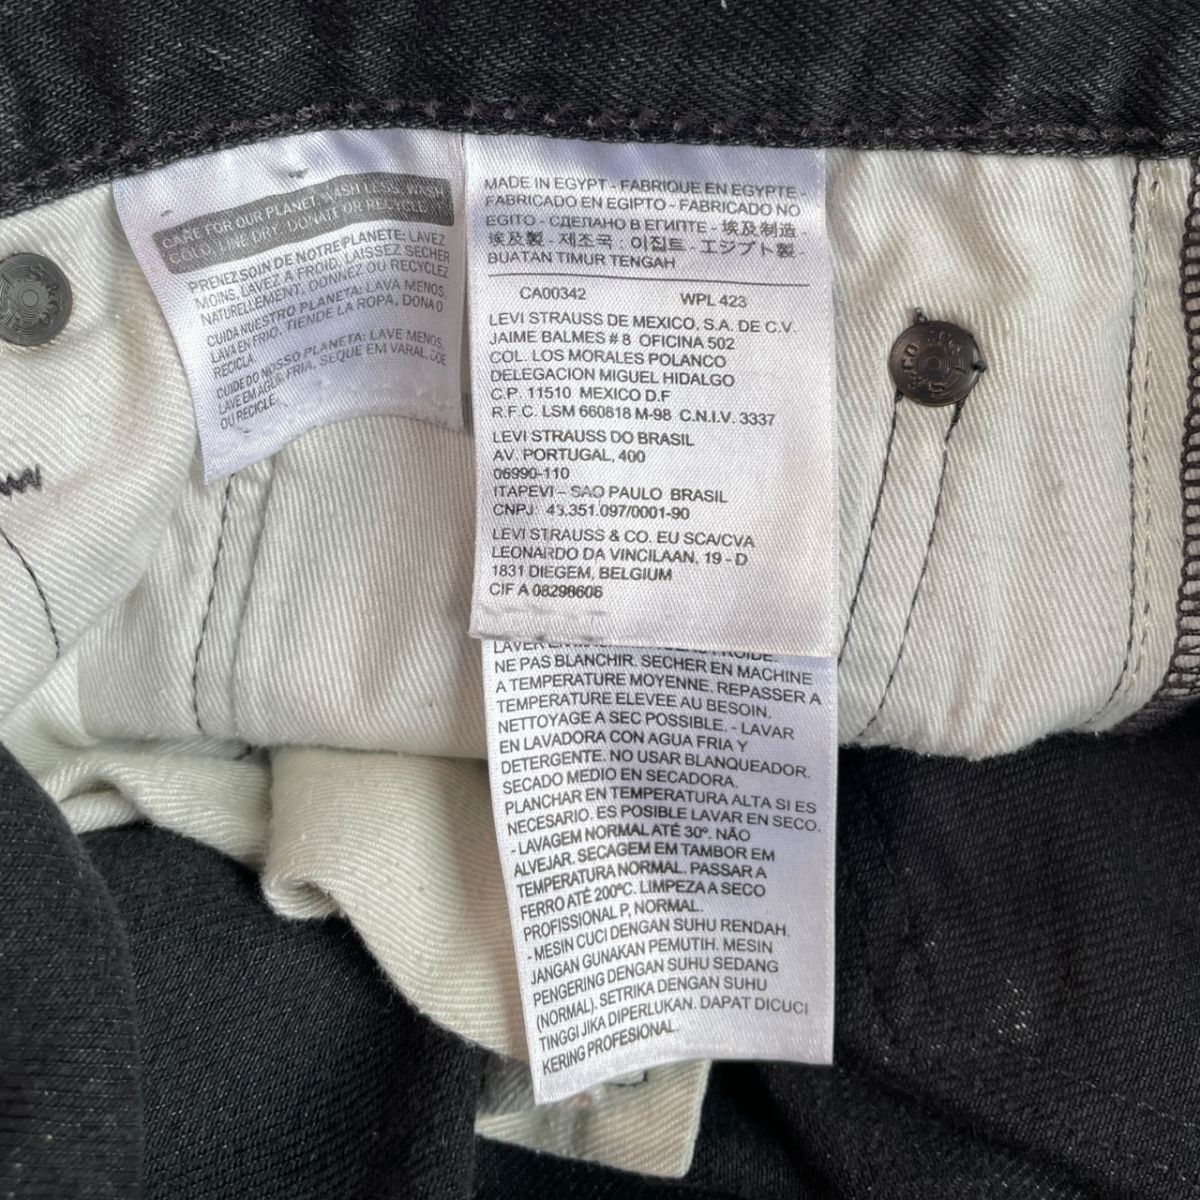 CARE FOR OUR PLANET: WASH LESS, WASH
COLD, LINE DRY, DONATE OR RECYCLE.
PRENEZ SOIN DE NOTRE PLANETE: LAVEZ
MOINS, LAVEZ A FROID, LAISSEZ SECHER
NATURELLEMENT, DONNEZ OU RECYCLEZ
CUIDA NUESTRO PLANETA: LAVA MENOS,
LAVA EN FRIO, TIENDE LA ROPA, DONA O
RECICLA.
CUIDE DO NOSSO PLANETA: LAVE MENOS,
LAVE EM AGUA FRIA, SEQUE EM VARAL, DOE
OU RECICLE.
MADE IN EGYPT - FABRIQUE EN EGYPTE -
FABRICADO EN EGIPTO - FABRICADO NO
EGITO - СДЕЛАНО В ЕГИПТЕ - 埃及制造 -
埃及製 - 제조국 : 이집트 - エジプト製 -
BUATAN TIMUR TENGAH
CA00342 WPL 423
LEVI STRAUSS DE MEXICO, S.A. DE C.V.
JAIME BALMES # 8 OFICINA 502
COL. LOS MORALES POLANCO
DELEGACION MIGUEL HIDALGO
C.P. 11510 MEXICO D.F
R.F.C. LSM 660818 M-98 C.N.I.V. 3337
LEVI STRAUSS DO BRASIL
AV. PORTUGAL, 400
06990-110
ITAPEVI - SAO PAULO BRASIL
CNPJ: 43.351.097/0001-90
LEVI STRAUSS & CO. EU SCA/CVA
LEONARDO DA VINCILAAN, 19 - D
1831 DIEGEM, BELGIUM
CIF A 08298606
LAVER EN FROIDE.
NE PAS BLANCHIR. SECHER EN MACHINE
A TEMPERATURE MOYENNE. REPASSER A
TEMPERATURE ELEVEE AU BESOIN.
NETTOYAGE A SEC POSSIBLE. - LAVAR
EN LAVADORA CON AGUA FRIA Y
DETERGENTE. NO USAR BLANQUEADOR.
SECADO MEDIO EN SECADORA.
PLANCHAR EN TEMPERATURA ALTA SI ES
NECESARIO. ES POSIBLE LAVAR EN SECO.
- LAVAGEM NORMAL ATÉ 30º. NÃO
ALVEJAR. SECAGEM EM TAMBOR EM
TEMPERATURA NORMAL. PASSAR A
FERRO ATÉ 200ºC. LIMPEZA A SECO
PROFISSIONAL P, NORMAL.
- MESIN CUCI DENGAN SUHU RENDAH.
JANGAN GUNAKAN PEMUTIH. MESIN
PENGERING DENGAN SUHU SEDANG
(NORMAL). SETRIKA DENGAN SUHU
TINGGI JIKA DIPERLUKAN. DAPAT DICUCI
KERING PROFESIONAL.